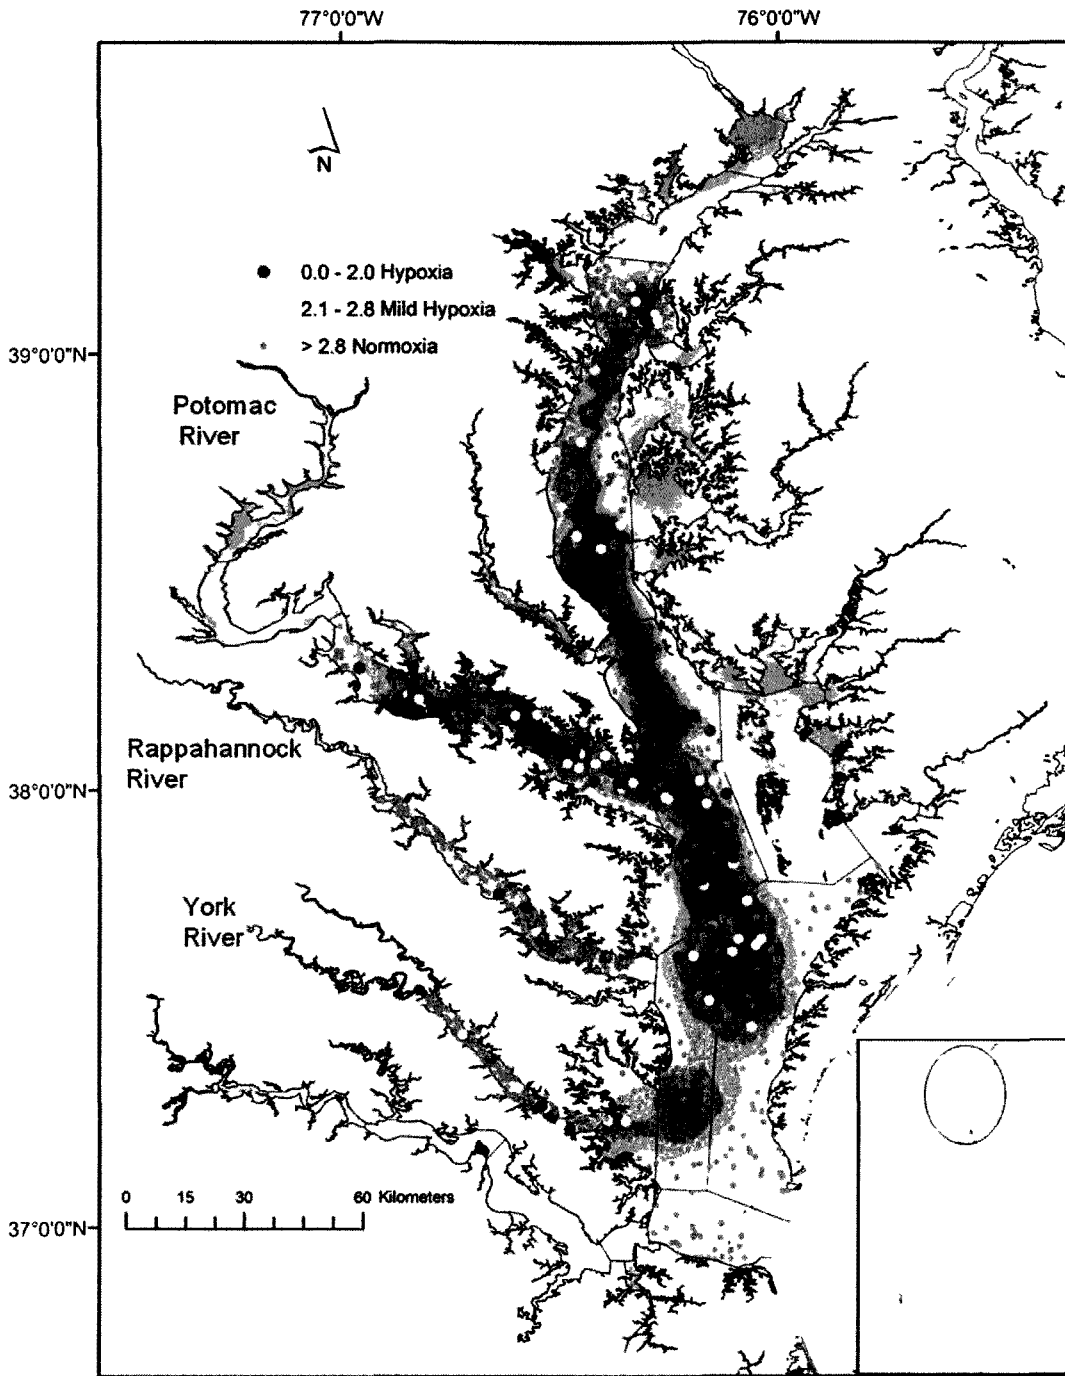 77°0'0"W
76°0'0"W
N
0.0 - 2.0 Hypoxia
2.1 - 2.8 Mild Hypoxia
> 2.8 Normoxia
39°0'0"N
Potomac
River
Rappahannock
River
38°0'0"N
York
River
0 15 30 60 Kilometers
37°0'0"N